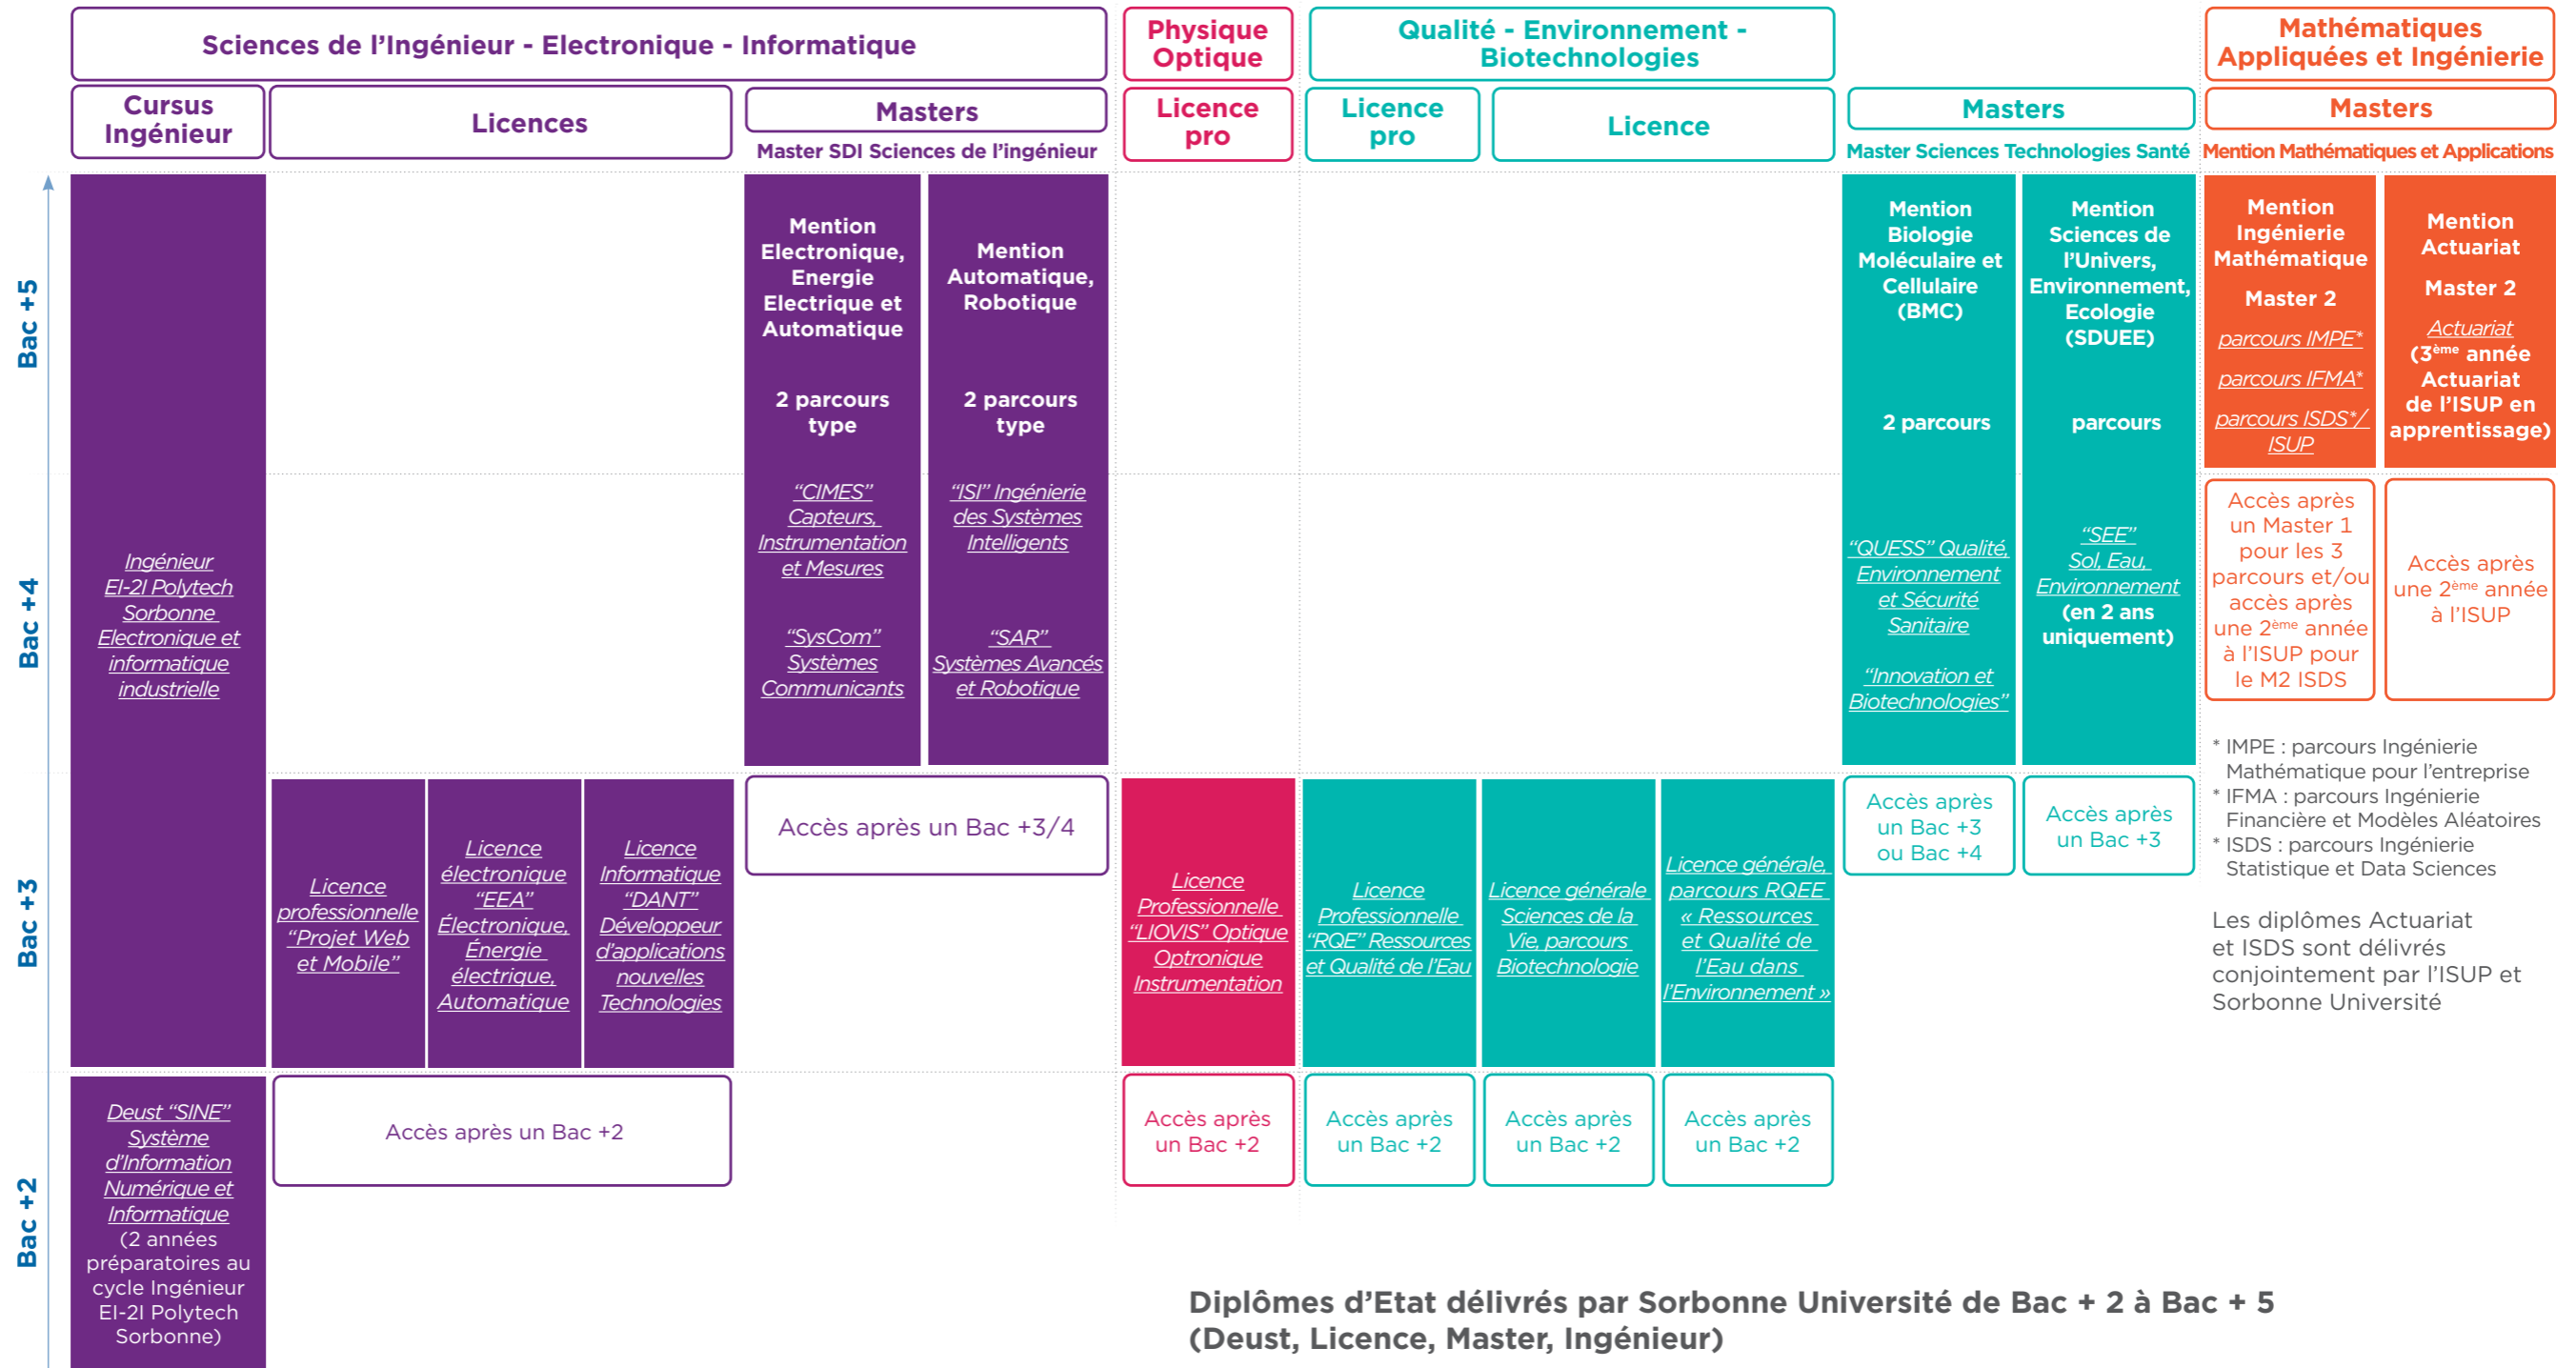 Sciences de l'Ingénieur - Electronique - Informatique
Physique
Optique
Qualité - Environnement -
Biotechnologies
Mathématiques
Appliquées et Ingénierie
Cursus
Ingénieur
Licences
Masters
Master SDI Sciences de l'ingénieur
Licence
pro
Licence
pro
Licence
Masters
Master Sciences Technologies Santé
Masters
Mention Mathématiques et Applications
Bac +5
Bac +4
Bac +3
Bac +2
Ingénieur
EI-2I Polytech
Sorbonne
Electronique et
informatique
industrielle
Deust “SINE”
Système
d'Information
Numérique et
Informatique
(2 années
préparatoires au
cycle Ingénieur
EI-2I Polytech
Sorbonne)
Licence
professionnelle
“Projet Web
et Mobile”
Licence
électronique
“EEA”
Électronique,
Énergie
électrique,
Automatique
Licence
Informatique
“DANT”
Développeur
d'applications
nouvelles
Technologies
Accès après un Bac +2
Mention
Electronique,
Energie
Electrique et
Automatique
2 parcours
type
“CIMES”
Capteurs,
Instrumentation
et Mesures
“SysCom”
Systèmes
Communicants
Mention
Automatique,
Robotique
2 parcours
type
“ISI” Ingénierie
des Systèmes
Intelligents
“SAR”
Systèmes Avancés
et Robotique
Accès après un Bac +3/4
Licence
Professionnelle
“LIOVIS” Optique
Optronique
Instrumentation
Accès après
un Bac +2
Licence
Professionnelle
“RQE” Ressources
et Qualité de l'Eau
Accès après
un Bac +2
Licence générale
Sciences de la
Vie, parcours
Biotechnologie
Accès après
un Bac +2
Licence générale,
parcours RQEE
« Ressources
et Qualité de
l'Eau dans
l'Environnement »
Accès après
un Bac +2
Mention
Biologie
Moléculaire et
Cellulaire
(BMC)
2 parcours
“QUESS” Qualité,
Environnement
et Sécurité
Sanitaire
“Innovation et
Biotechnologies”
Accès après
un Bac +3
ou Bac +4
Mention
Sciences de
l'Univers,
Environnement,
Ecologie
(SDUEE)
parcours
“SEE”
Sol, Eau,
Environnement
(en 2 ans
uniquement)
Accès après
un Bac +3
Mention
Ingénierie
Mathématique
Master 2
parcours IMPE*
parcours IFMA*
parcours ISDS*/
ISUP
Accès après
un Master 1
pour les 3
parcours et/ou
accès après
une 2ème année
à l'ISUP pour
le M2 ISDS
Mention
Actuariat
Master 2
Actuariat
(3ème année
Actuariat
de l'ISUP en
apprentissage)
Accès après
une 2ème année
à l'ISUP
* IMPE : parcours Ingénierie
Mathématique pour l'entreprise
* IFMA : parcours Ingénierie
Financière et Modèles Aléatoires
* ISDS : parcours Ingénierie
Statistique et Data Sciences
Les diplômes Actuariat
et ISDS sont délivrés
conjointement par l'ISUP et
Sorbonne Université
Diplômes d'Etat délivrés par Sorbonne Université de Bac + 2 à Bac + 5
(Deust, Licence, Master, Ingénieur)